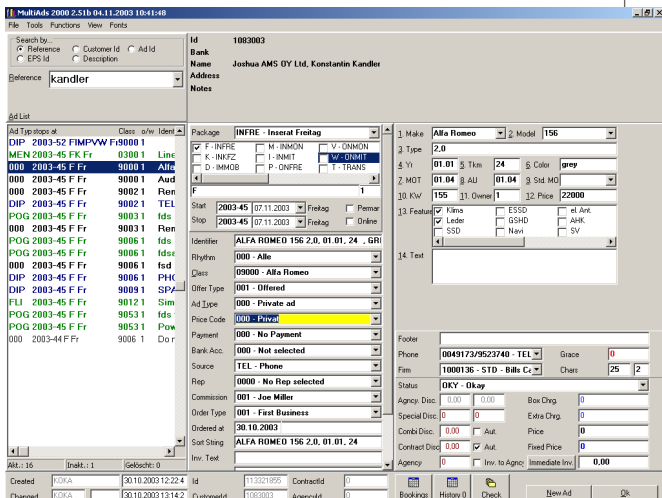 MultiAds 2000 2.51b 04.11.2003 10:41:48
File Tools Functions View Fonts
Search by...
Reference Customer Id Ad Id
EPS Id Description
Reference kandler
Ad List
Id 1083003
Bank
Name Joshua AMS OY Ltd, Konstantin Kandler
Address
Notes
Ad Typ stops at Class o/w Ident
DIP 2003-52 FIMPVW Fr 9000 1
MEN 2003-45 FK Fr 0300 1 Line
000 2003-45 F Fr 9000 1 Alfa
000 2003-45 F Fr 9000 1 Aud
000 2003-45 F Fr 9002 1 Ren
DIP 2003-45 F Fr 9002 1 TEL
POG 2003-45 F Fr 9003 1 fds
000 2003-45 F Fr 9003 1 Ren
POG 2003-45 F Fr 9006 1 fds
POG 2003-45 F Fr 9006 1 fds
000 2003-45 F Fr 9006 1 fsd
DIP 2003-45 F Fr 9006 1 PHO
DIP 2003-45 F Fr 9009 1 SPA
FLI 2003-45 F Fr 9012 1 Sim
POG 2003-45 F Fr 9053 1 fds
POG 2003-45 F Fr 9053 1 Pow
000 2003-44 F Fr 9006 1 Do r
Akt.: 16 Inakt.: 1 Gelöscht: 0
Created KOKA 30.10.2003 12:22:4
Changed KOKA 30.10.2003 13:14:2
Package INFRE - Inserat Freitag
F - INFRE M - INMON V - ONMON
K - INKFZ I - INMIT W - ONMIT
D - IMMOB P - ONFRE T - TRANS
F 1
Start 2003-45 07.11.2003 Freitag Permar
Stop 2003-45 07.11.2003 Freitag Online
Identifier ALFA ROMEO 156 2,0, 01.01, 24 , GRI
Rhythm 000 - Alle
Class 09000 - Alfa Romeo
Offer Type 001 - Offered
Ad Type 000 - Private ad
Price Code 000 - Privat
Payment 000 - No Payment
Bank Acc. 000 - Not selected
Source TEL - Phone
Rep 0000 - No Rep selected
Commission 001 - Joe Miller
Order Type 001 - First Business
Ordered at 30.10.2003
Sort String ALFA ROMEO 156 2,0, 01.01, 24
Inv. Text
Id 113321855 ContractId 0
CustomerId 1083003 AgencyId 0
1. Make Alfa Romeo 2. Model 156
3. Type 2,0
4. Yr 01.01 5. Tkm 24 6. Color grey
7. MOT 01.04 8. AU 01.04 9. Std. MO
10. KW 155 11. Owner 1 12. Price 22000
13. Feature Klima ESSD el. Ant.
Leder GSHD AHK
SSD Navi SV
14. Text
Footer
Phone 0049173/9523740 - TEL Grace 0
Firm 1000136 - STD - Bills Ca Chars 25 2
Status OKY - Okay
Agncy. Disc. 0,00 0,00 Box Chrg. 0
Special Disc. 0 0 Extra Chrg. 0
Combi Disc. 0,00 Aut. Price 0
Contract Disc. 0,00 Aut. Fixed Price 0
Agency 0 Inv. to Agncy Immediate Inv. 0.00
Bookings History 0 Check New Ad Ok